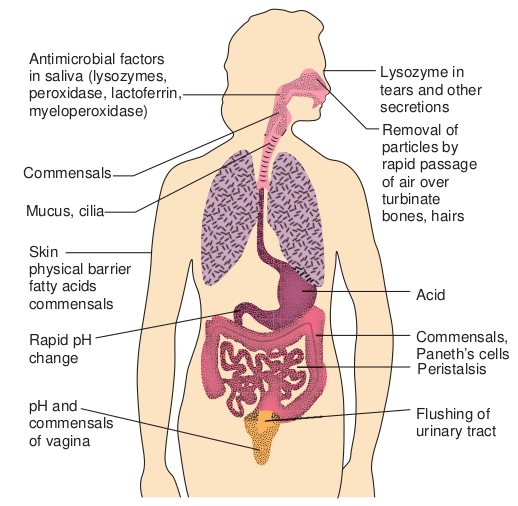 Antimicrobial factors
in saliva (lysozymes,
peroxidase, lactoferrin,
myeloperoxidase)
Commensals
Mucus, cilia
Skin
physical barrier
fatty acids
commensals
Rapid pH
change
pH and
commensals
of vagina
Lysozyme in
tears and other
secretions
Removal of
particles by
rapid passage
of air over
turbinate
bones, hairs
Acid
Commensals,
Paneth's cells
Peristalsis
Flushing of
urinary tract